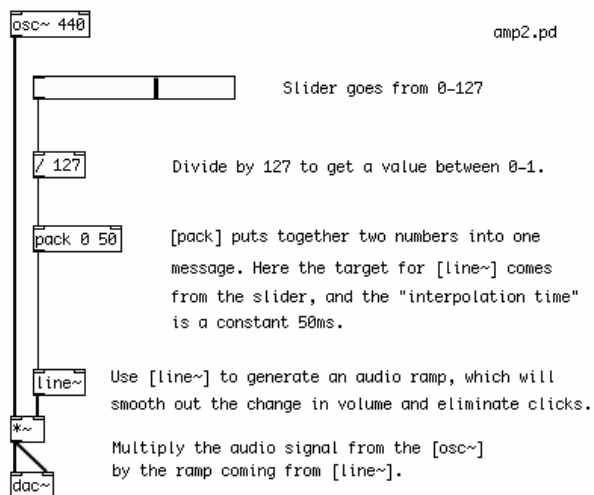 osc~ 440
amp2.pd
Slider goes from 0-127
/ 127
Divide by 127 to get a value between 0-1.
pack 0 50
[pack] puts together two numbers into one
message. Here the target for [line~] comes
from the slider, and the "interpolation time"
is a constant 50ms.
line~
Use [line~] to generate an audio ramp, which will
smooth out the change in volume and eliminate clicks.
*~
Multiply the audio signal from the [osc~]
by the ramp coming from [line~].
dac~